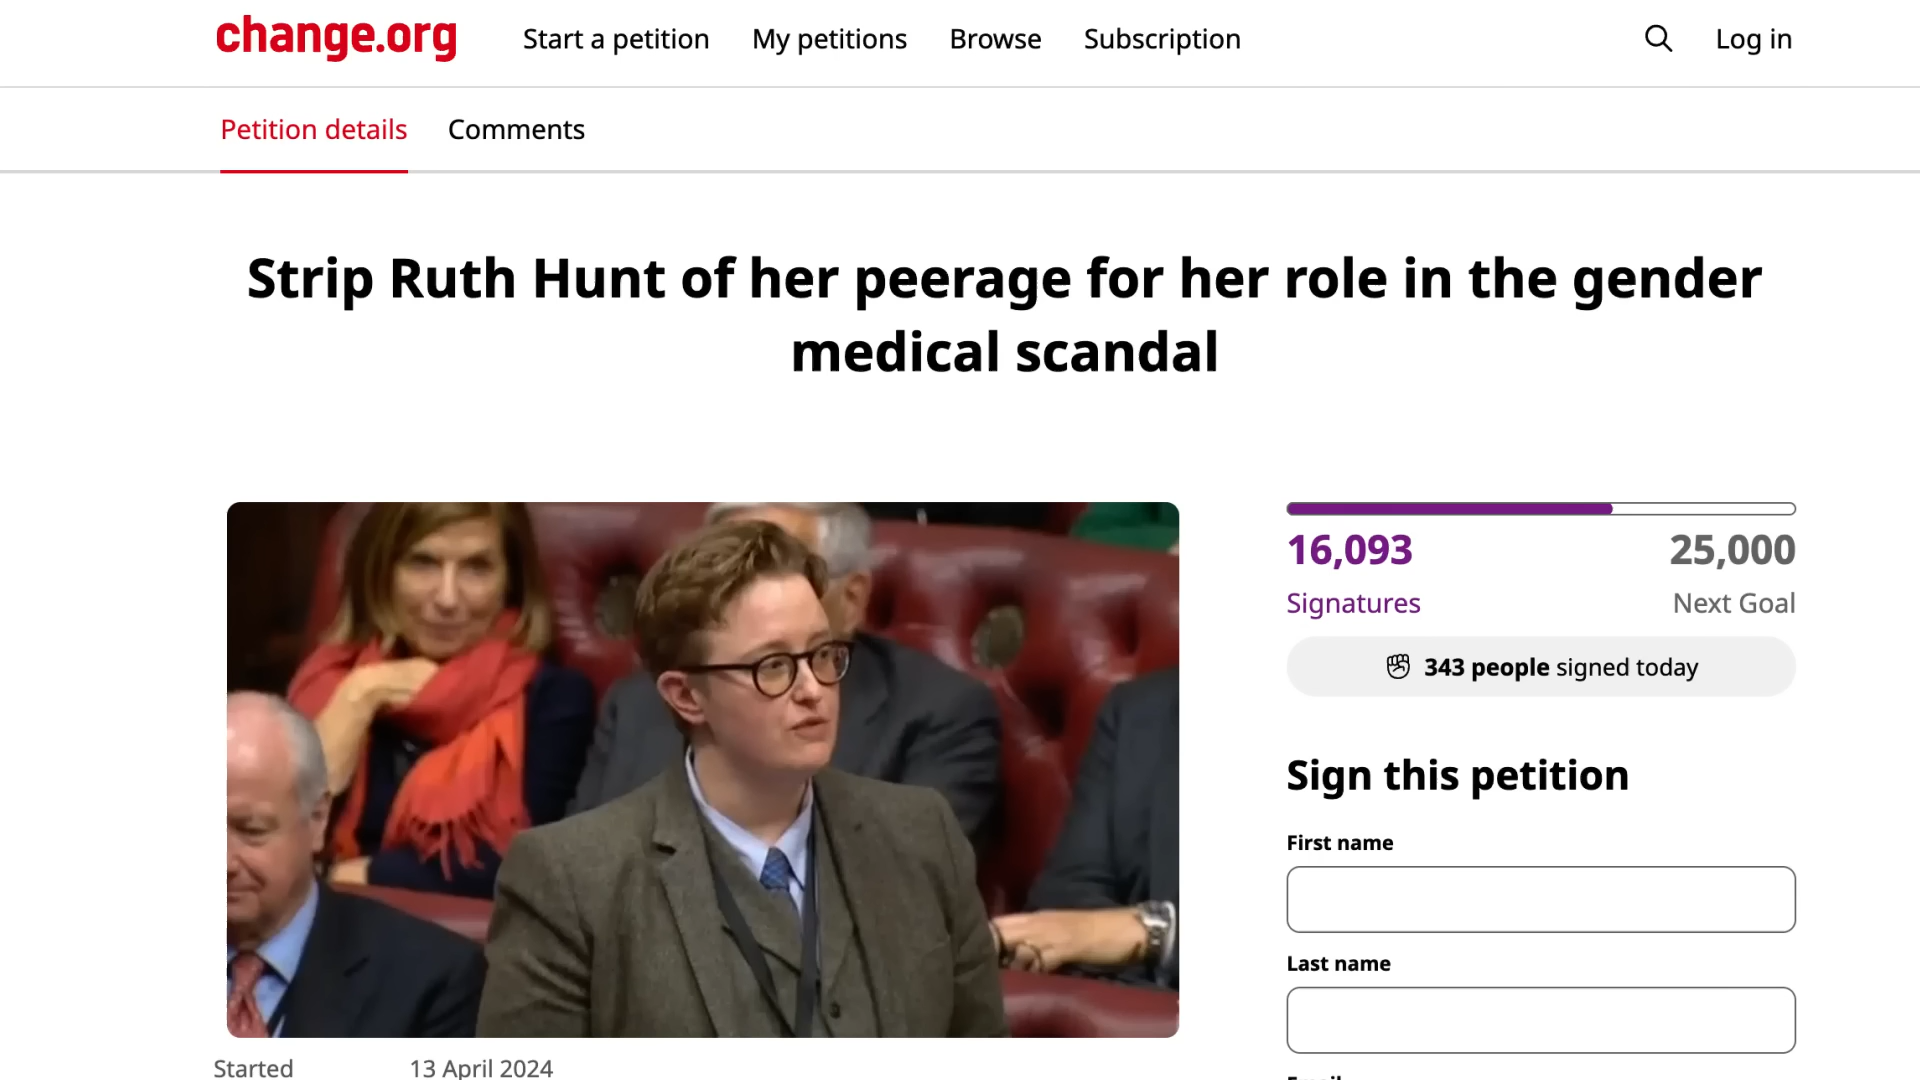 change.org Start a petition My petitions Browse Subscription Log in
Petition details Comments
Strip Ruth Hunt of her peerage for her role in the gender
medical scandal
16,093 25,000
Signatures Next Goal
343 people signed today
Sign this petition
First name
Last name
Started 13 April 2024
Email